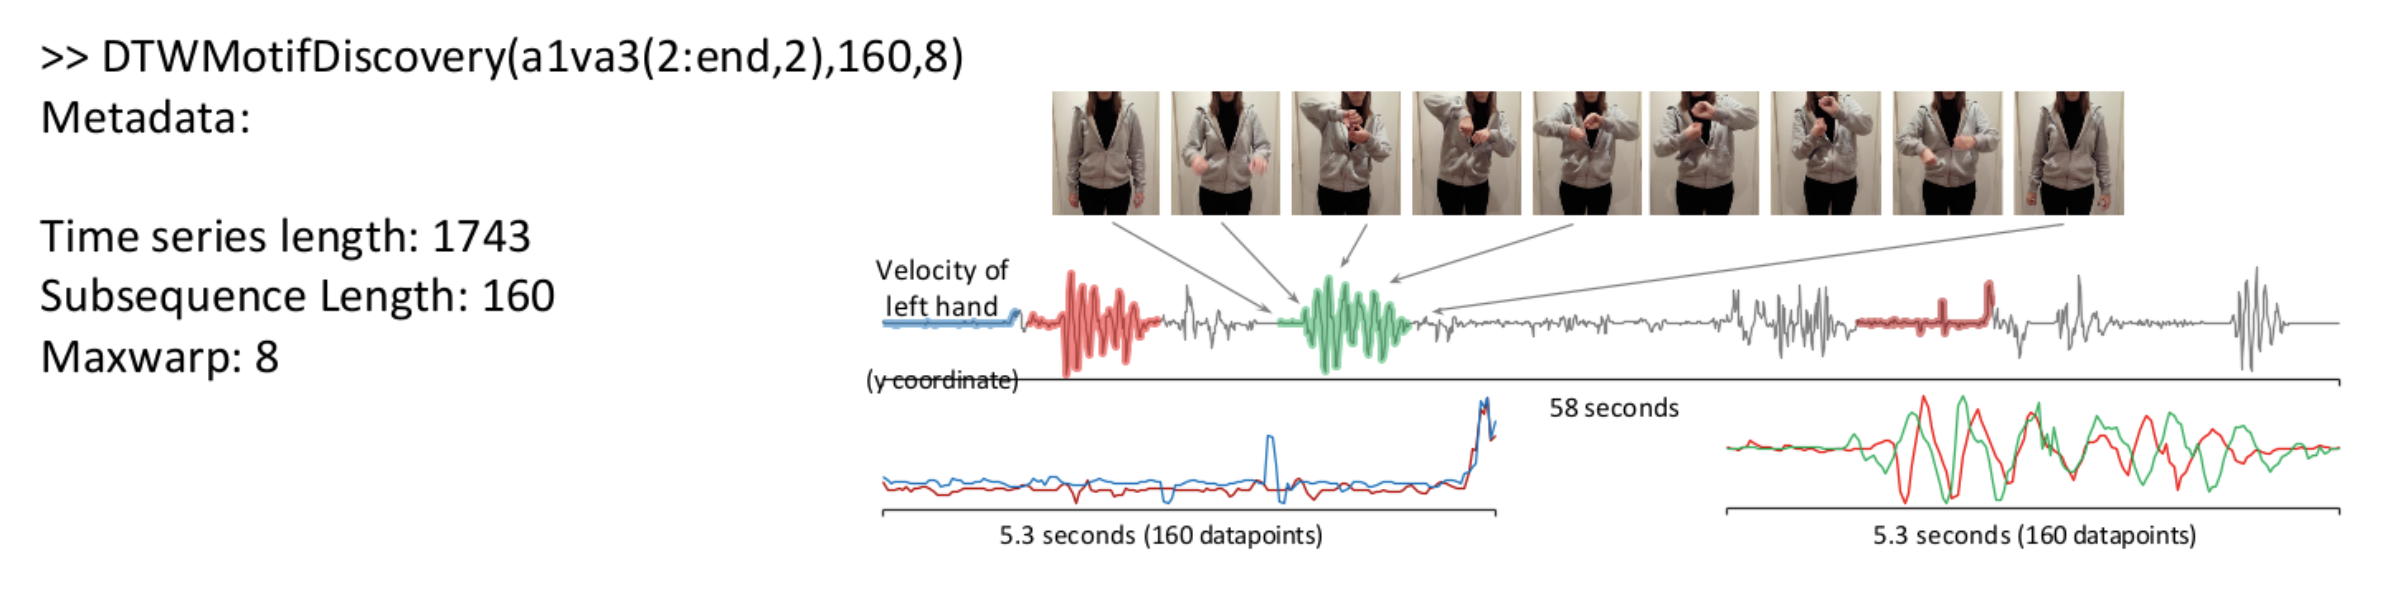 >> DTWMotifDiscovery(a1va3(2:end,2),160,8)
Metadata:
Time series length: 1743
Subsequence Length: 160
Maxwarp: 8
Velocity of
left hand
(y coordinate)
58 seconds
5.3 seconds (160 datapoints)
5.3 seconds (160 datapoints)